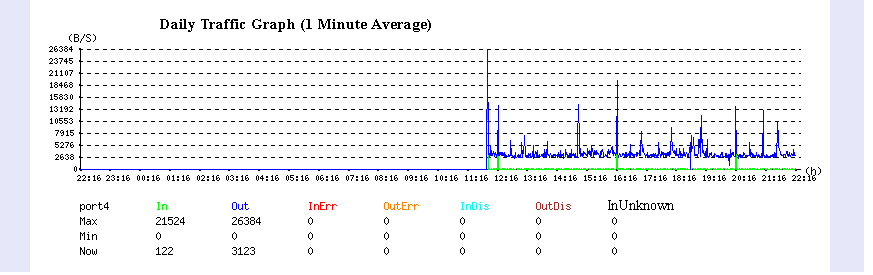 Daily Traffic Graph (1 Minute Average)
(B/S)
26384
23745
21107
18468
15830
13192
10553
7915
5276
2638
0
(h)
22:16 23:16 00:16 01:16 02:16 03:16 04:16 05:16 06:16 07:16 08:16 09:16 10:16 11:16 12:16 13:16 14:16 15:16 16:16 17:16 18:16 19:16 20:16 21:16 22:16
port4 In Out InErr OutErr InDis OutDis InUnknown
Max 21524 26384 0 0 0 0 0
Min 0 0 0 0 0 0 0
Now 122 3123 0 0 0 0 0